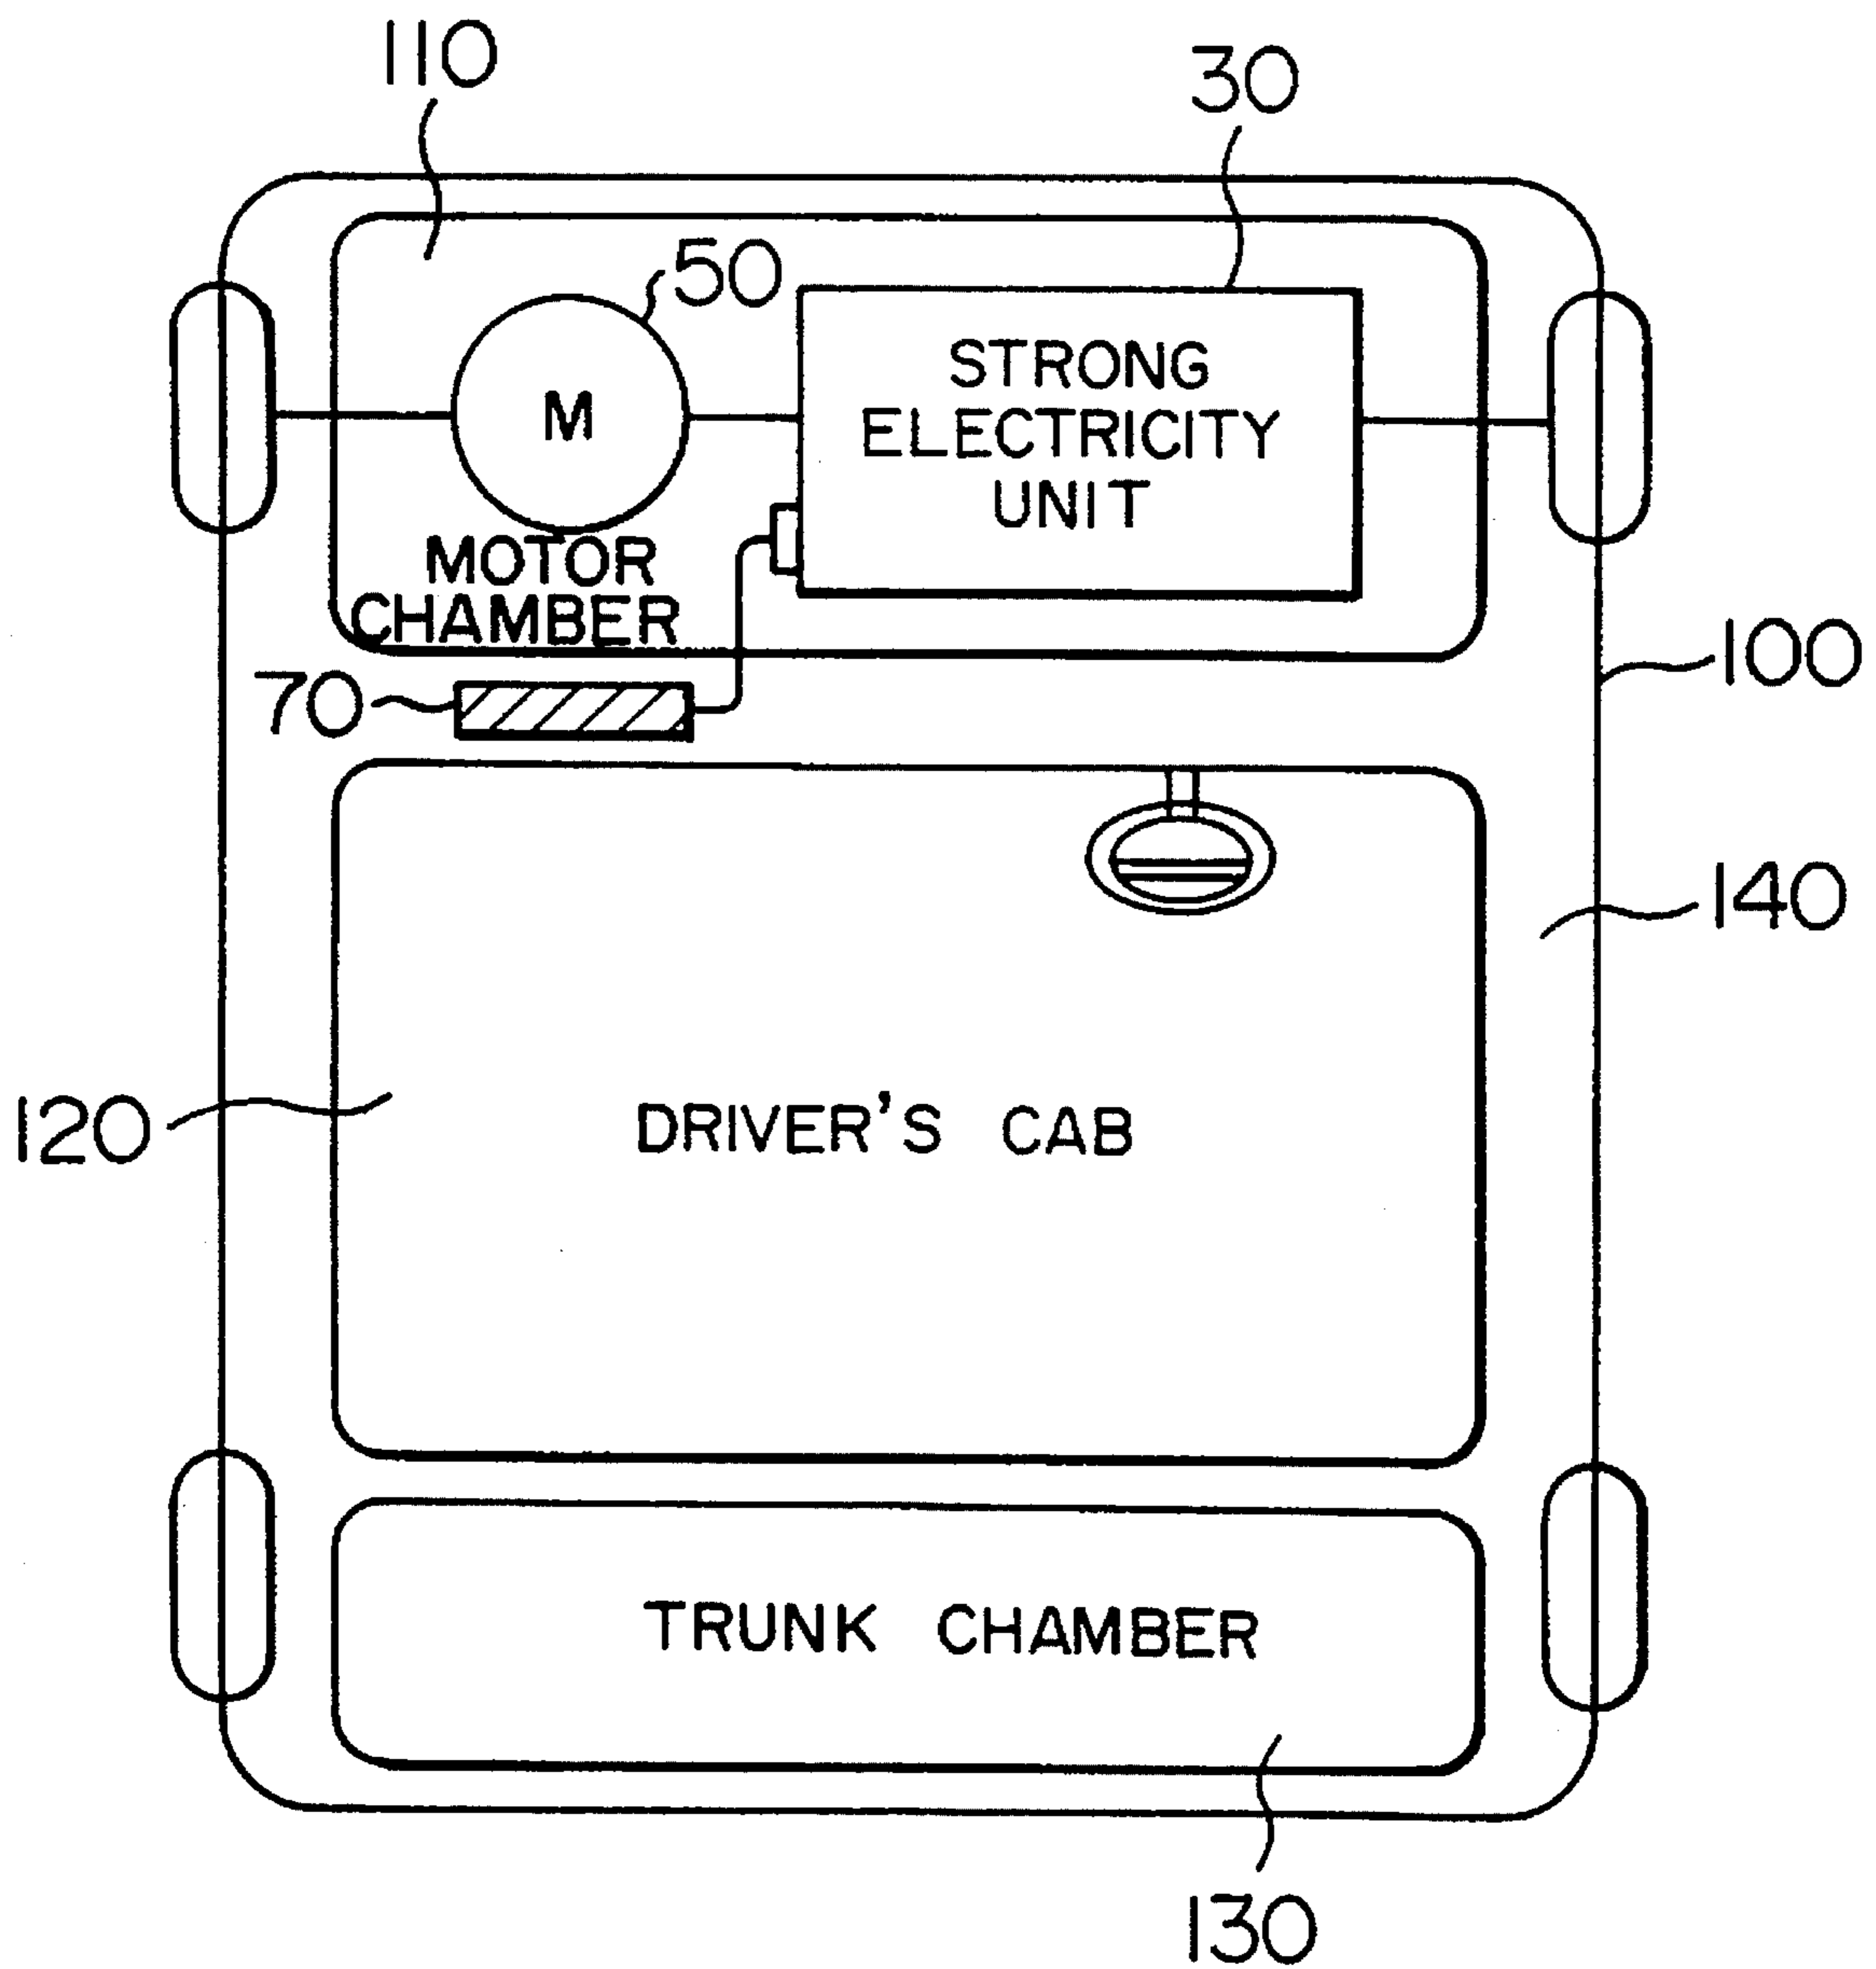 110
30
50
STRONG
ELECTRICITY
UNIT
M
MOTOR
CHAMBER
100
70
140
120
DRIVER'S CAB
TRUNK CHAMBER
130